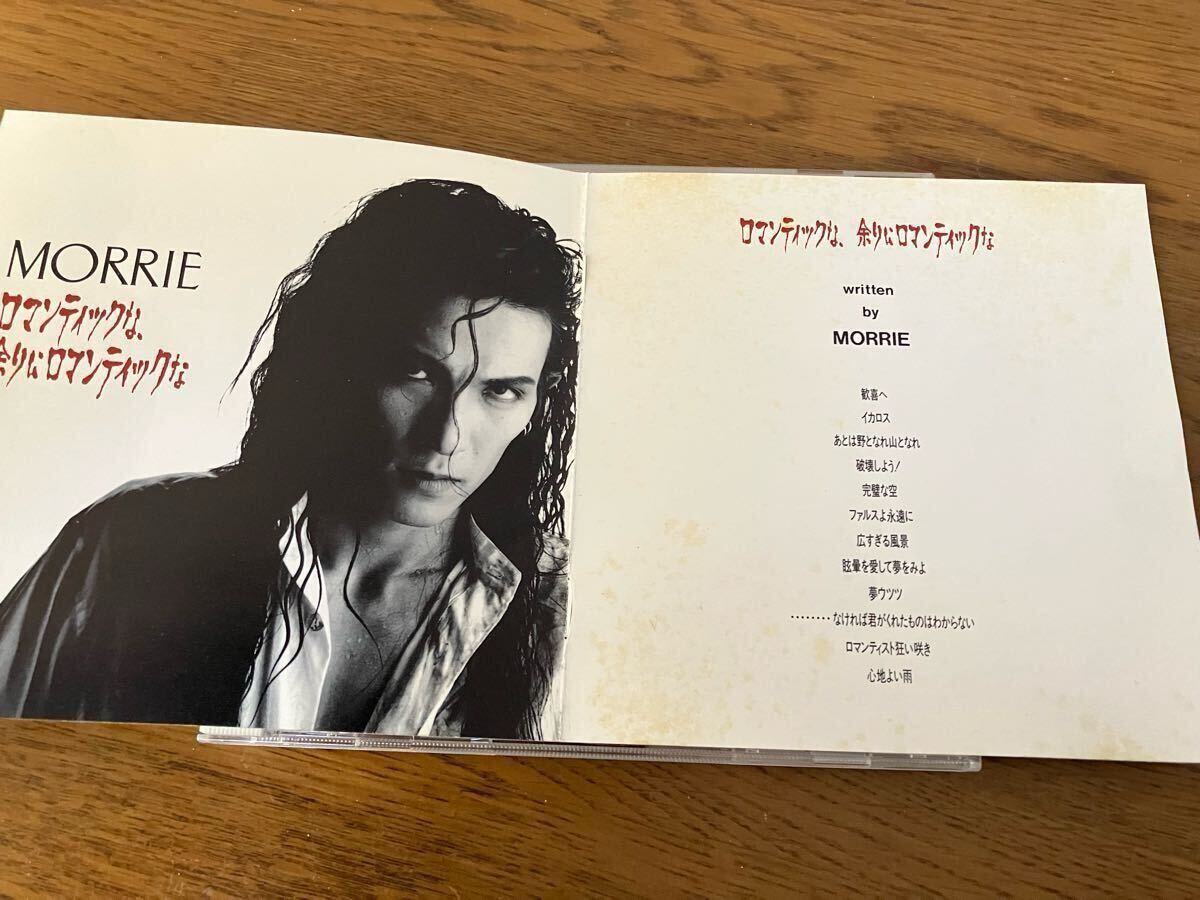 MORRIE
ロマンティックな、
余りにロマンティックな
ロマンティックな、余りにロマンティックな
written
by
MORRIE
歓喜へ
イカロス
あとは野となれ山となれ
破壊しよう!
完璧な空
ファルスよ永遠に
広すぎる風景
眩暈を愛して夢をみよ
夢ウツツ
‥‥‥‥なければ君がくれたものはわからない
ロマンティスト狂い咲き
心地よい雨